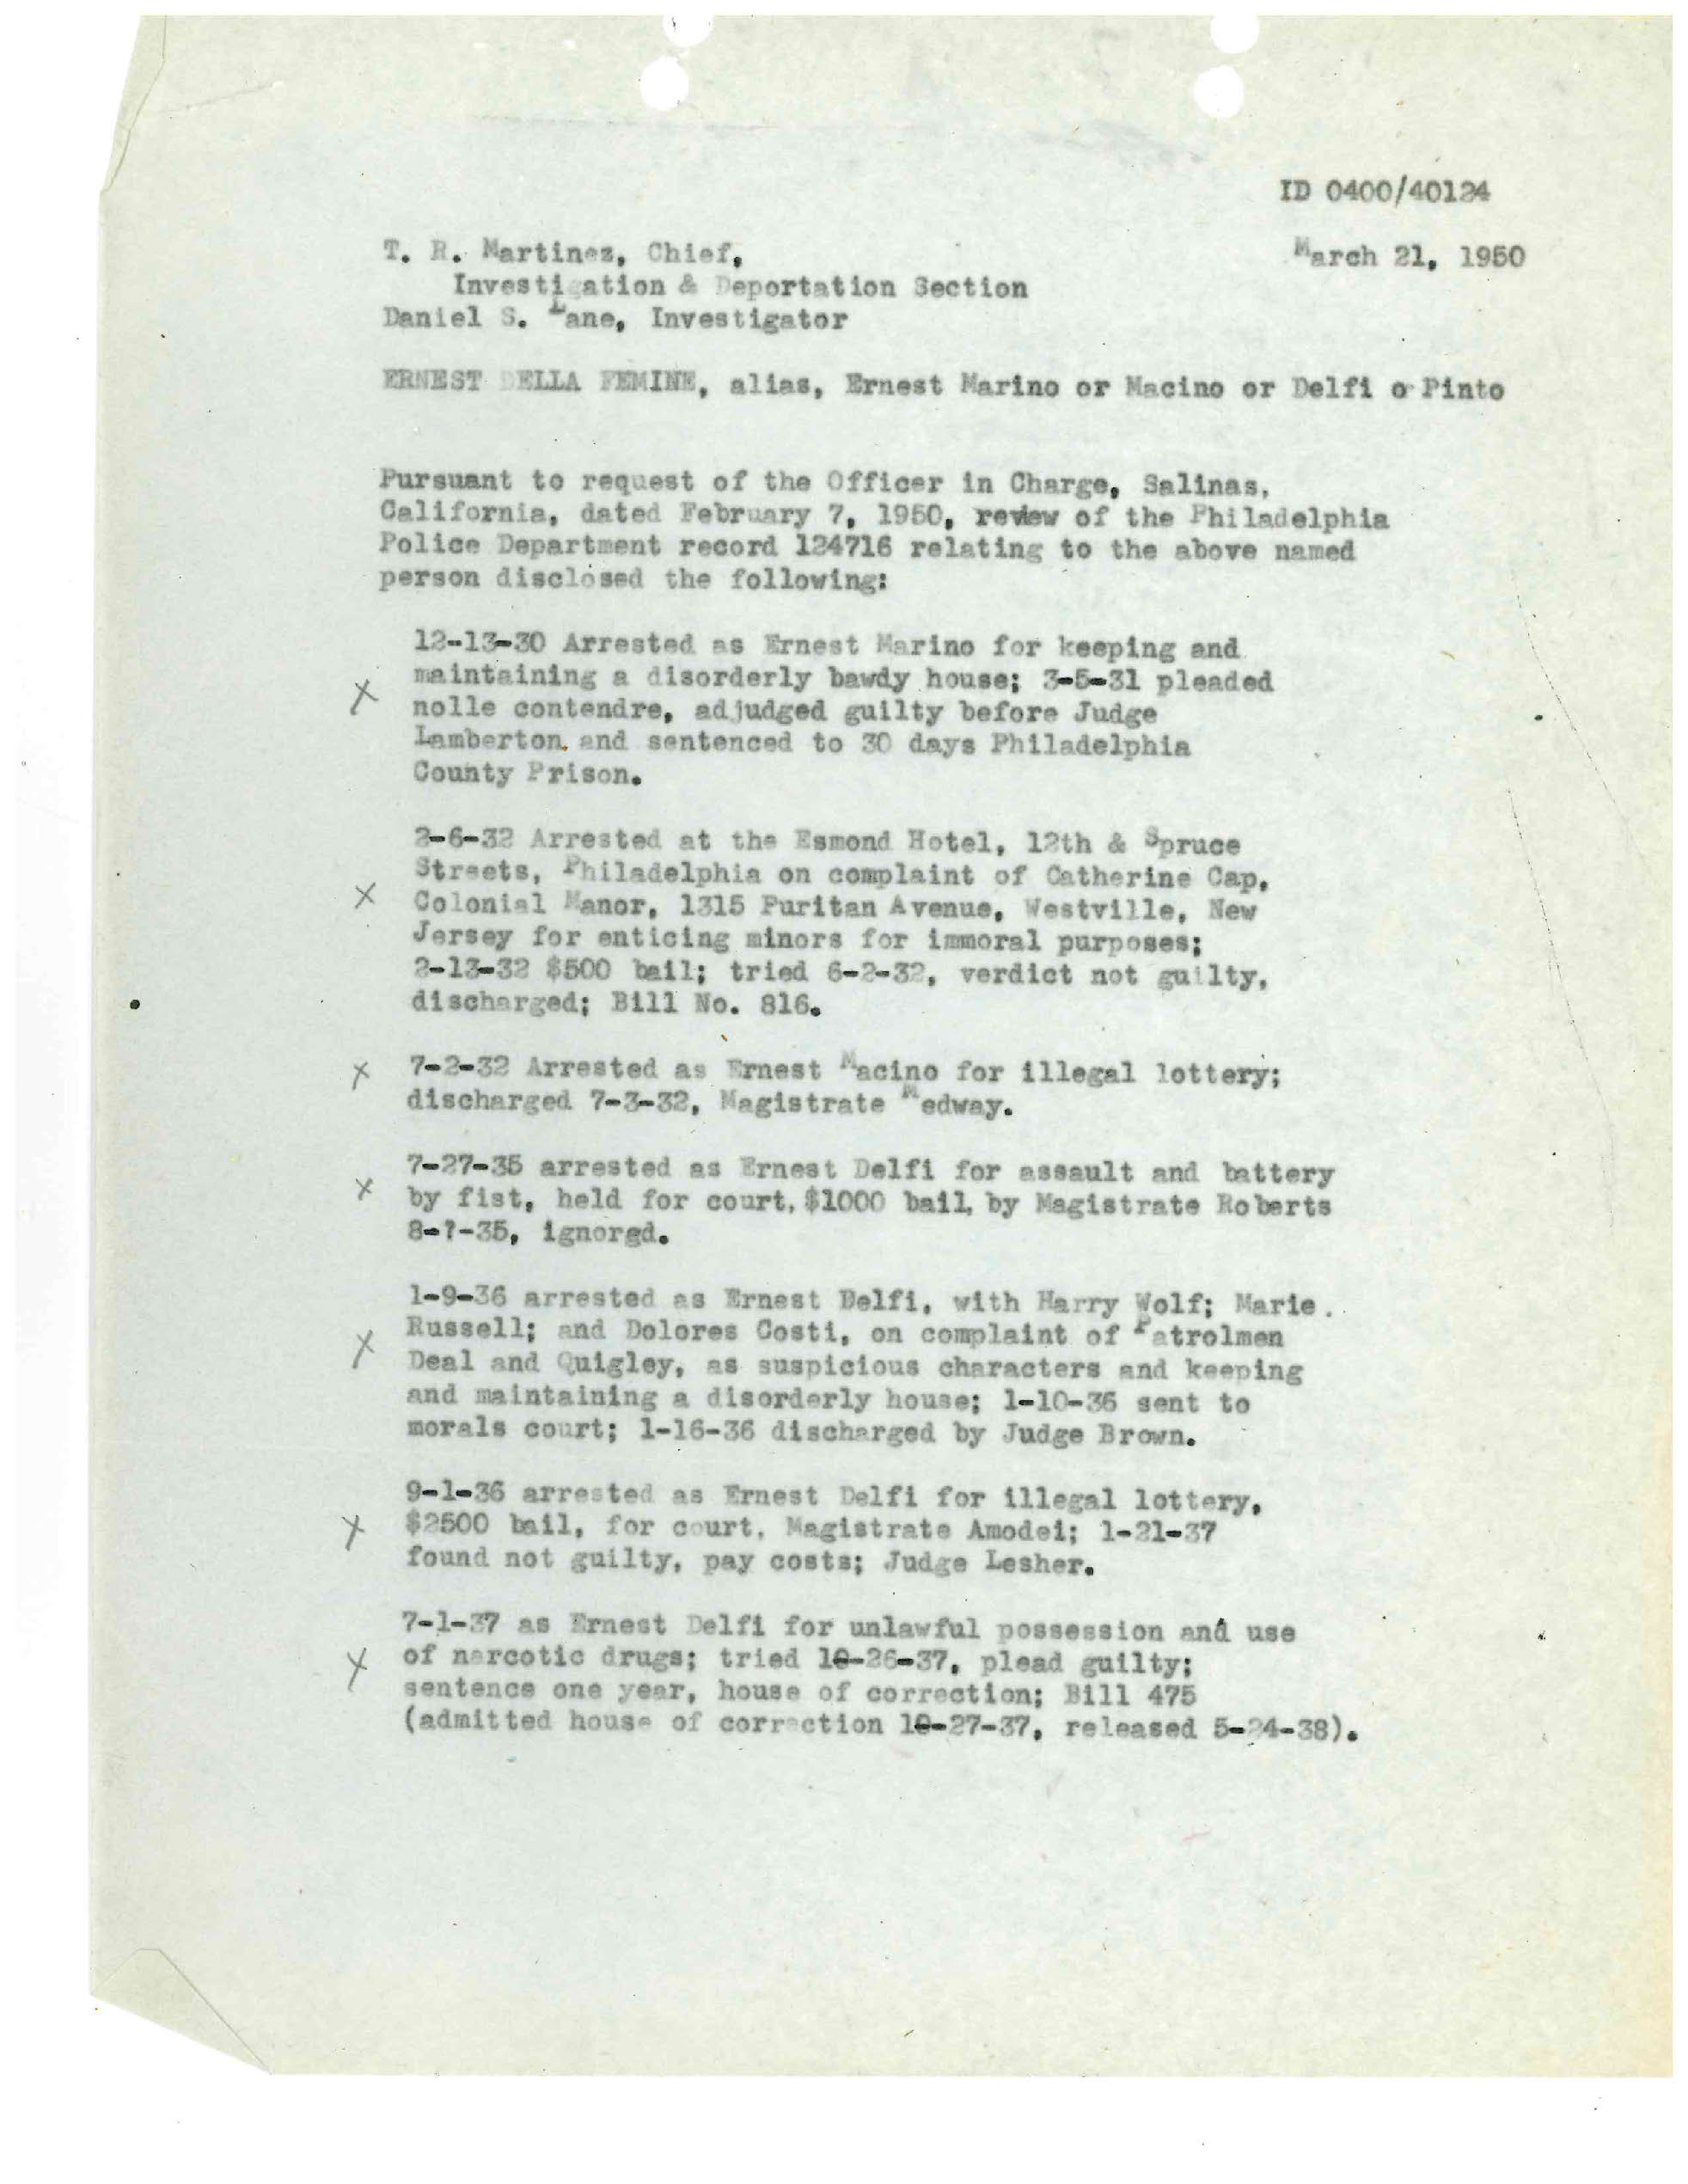 ID 0400/40124
T. R. Martinez, Chief,
March 21, 1950
Investigation & Deportation Section
Daniel S. Lane, Investigator
ERNEST DELLA FEMINE, alias, Ernest Marino or Macino or Delfi o Pinto
Pursuant to request of the Officer in Charge, Salinas,
California, dated February 7, 1950, review of the Philadelphia
Police Department record 124716 relating to the above named
person disclosed the following:
12-13-30 Arrested as Ernest Marino for keeping and
maintaining a disorderly bawdy house; 3-5-31 pleaded
X
nolle contendre, adjudged guilty before Judge
Lamberton and sentenced to 30 days Philadelphia
County Prison.
2-6-32 Arrested at the Esmond Hotel, 12th & Spruce
Streets, Philadelphia on complaint of Catherine Cap,
X
Colonial Manor, 1315 Puritan Avenue, Westville, New
Jersey for enticing minors for immoral purposes;
2-13-32 $500 bail; tried 6-2-32, verdict not guilty,
discharged; Bill No. 816.
X
7-2-32 Arrested as Ernest Macino for illegal lottery;
discharged 7-3-32, Magistrate Medway.
7-27-35 arrested as Ernest Delfi for assault and battery
X
by fist, held for court, $1000 bail, by Magistrate Roberts
8-?-35, ignorgd.
1-9-36 arrested as Ernest Delfi, with Harry Wolf; Marie
Russell; and Dolores Costi, on complaint of Patrolmen
X
Deal and Quigley, as suspicious characters and keeping
and maintaining a disorderly house; 1-10-36 sent to
morals court; 1-16-36 discharged by Judge Brown.
9-1-36 arrested as Ernest Delfi for illegal lottery,
X
$2500 bail, for court, Magistrate Amodei; 1-21-37
found not guilty, pay costs; Judge Lesher.
7-1-37 as Ernest Delfi for unlawful possession and use
X
of narcotic drugs; tried 10-26-37, plead guilty;
sentence one year, house of correction; Bill 475
(admitted house of correction 10-27-37, released 5-24-38).